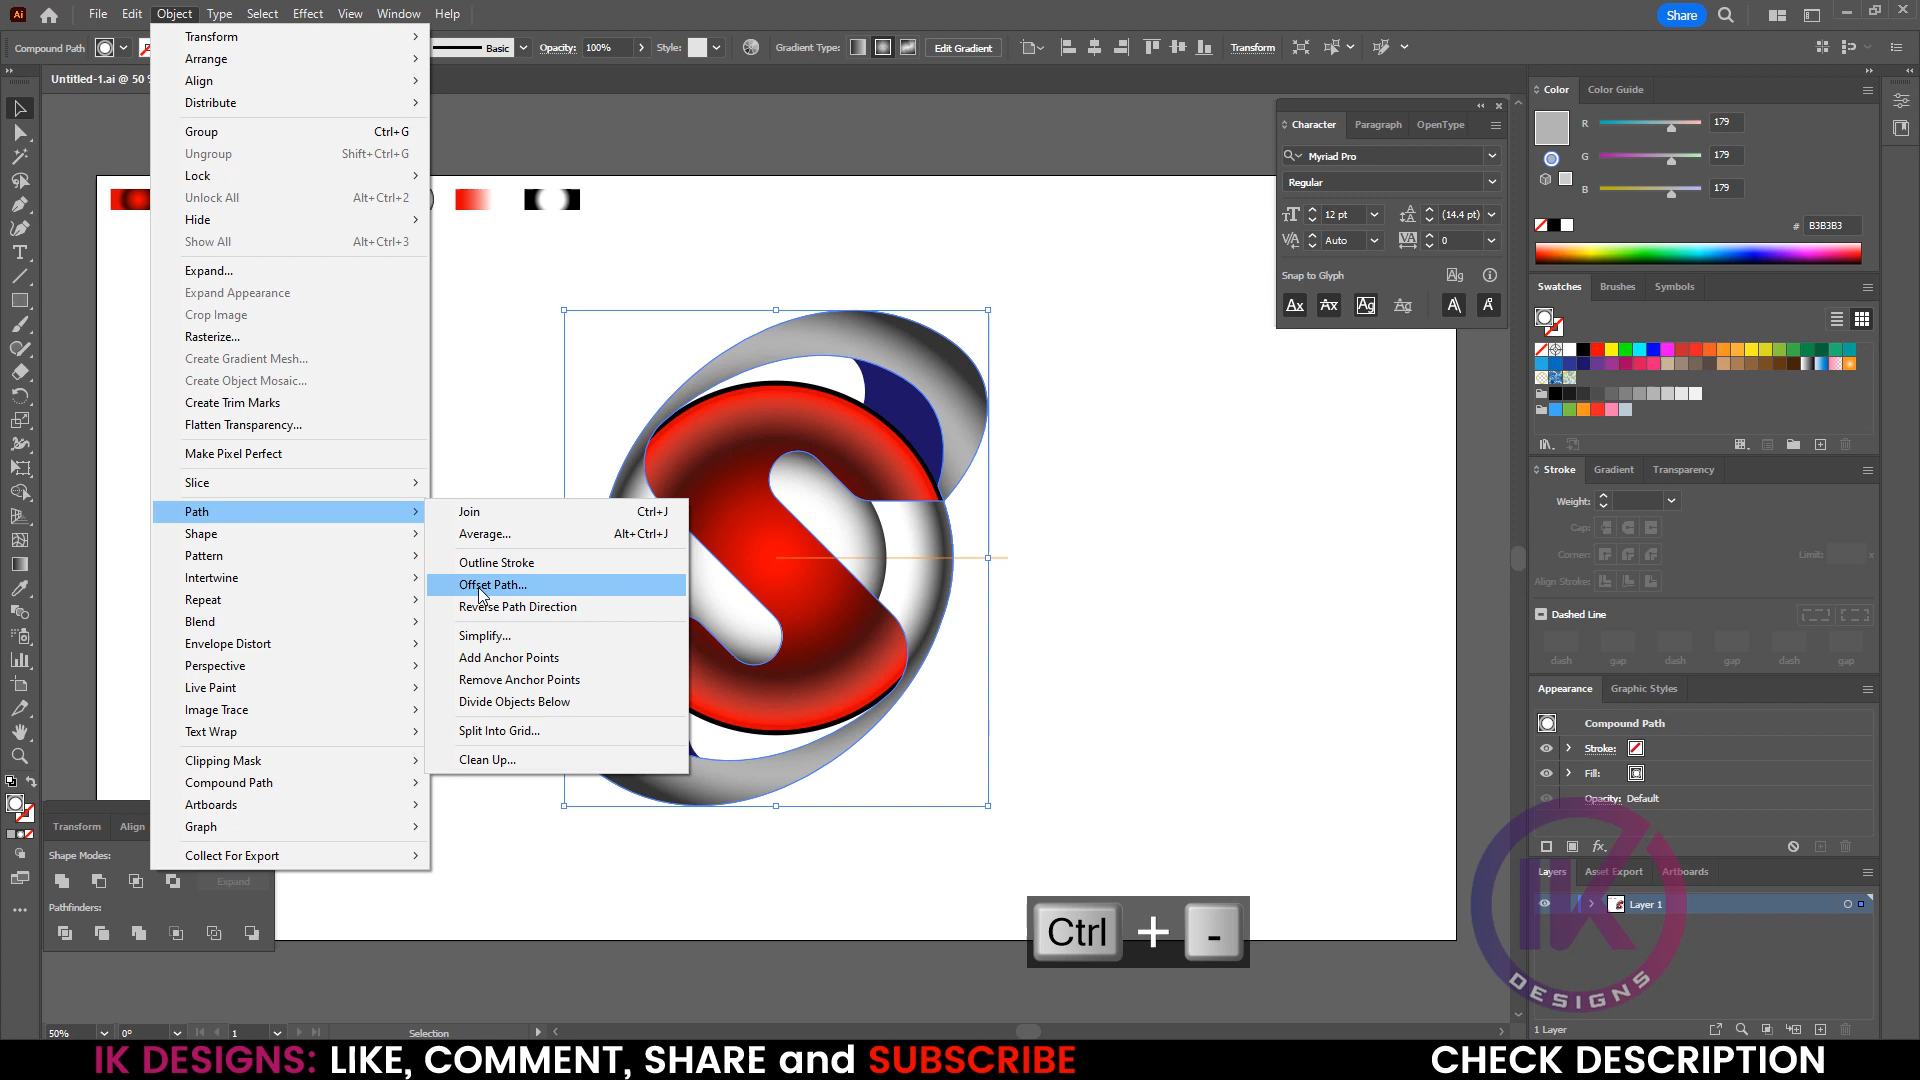 Ai File Edit Object Type Select Effect View Window Help Share
Compound Path Basic Opacity: 100% Style: Gradient Type: Edit Gradient Transform
Untitled-1.ai @ 50 %
Transform
Arrange
Align
Distribute
Group Ctrl+G
Ungroup Shift+Ctrl+G
Lock
Unlock All Alt+Ctrl+2
Hide
Show All Alt+Ctrl+3
Expand...
Expand Appearance
Crop Image
Rasterize...
Create Gradient Mesh...
Create Object Mosaic...
Create Trim Marks
Flatten Transparency...
Make Pixel Perfect
Slice
Path
Shape
Pattern
Intertwine
Repeat
Blend
Envelope Distort
Perspective
Live Paint
Image Trace
Text Wrap
Clipping Mask
Compound Path
Artboards
Graph
Collect For Export
Join Ctrl+J
Average... Alt+Ctrl+J
Outline Stroke
Offset Path...
Reverse Path Direction
Simplify...
Add Anchor Points
Remove Anchor Points
Divide Objects Below
Split Into Grid...
Clean Up...
Transform Align
Shape Modes:
Expand
Pathfinders:
Character Paragraph OpenType
Myriad Pro
Regular
12 pt (14.4 pt)
Auto 0
Snap to Glyph
Color Color Guide
R 179
G 179
B 179
# B3B3B3
Swatches Brushes Symbols
Stroke Gradient Transparency
Weight:
Cap:
Corner: Limit: x
Align Stroke:
Dashed Line
dash gap dash gap dash gap
Appearance Graphic Styles
Compound Path
Stroke:
Fill:
Opacity: Default
Layers Asset Export Artboards
Layer 1
1 Layer
IK
DESIGNS
Ctrl + -
50% 0° 1 Selection
IK DESIGNS: LIKE, COMMENT, SHARE and SUBSCRIBE CHECK DESCRIPTION